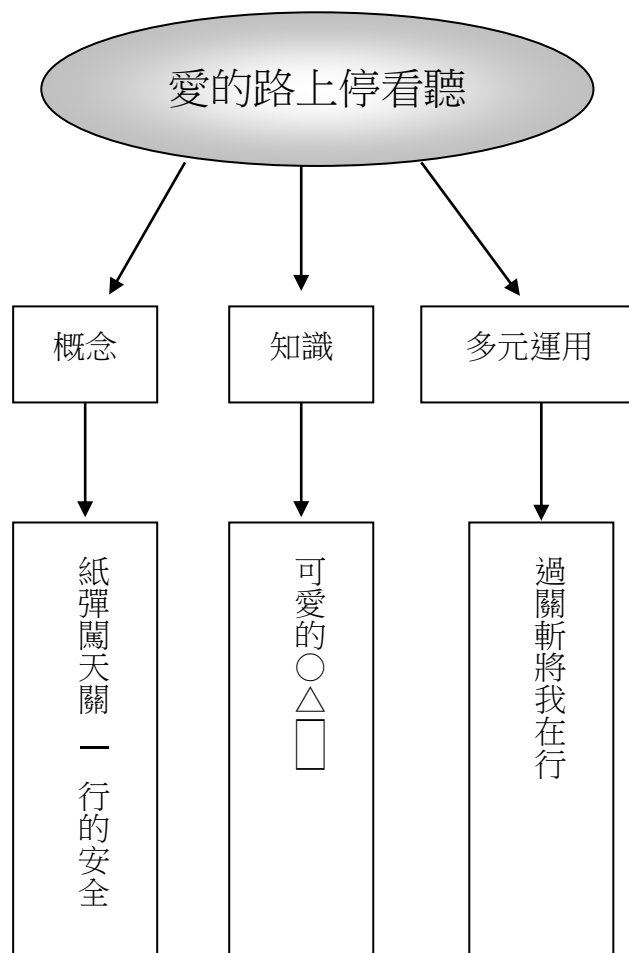 愛的路上停看聽
概念
知識
多元運用
紙彈闖天關 — 行的安全
可愛的○△□
過關斬將我在行